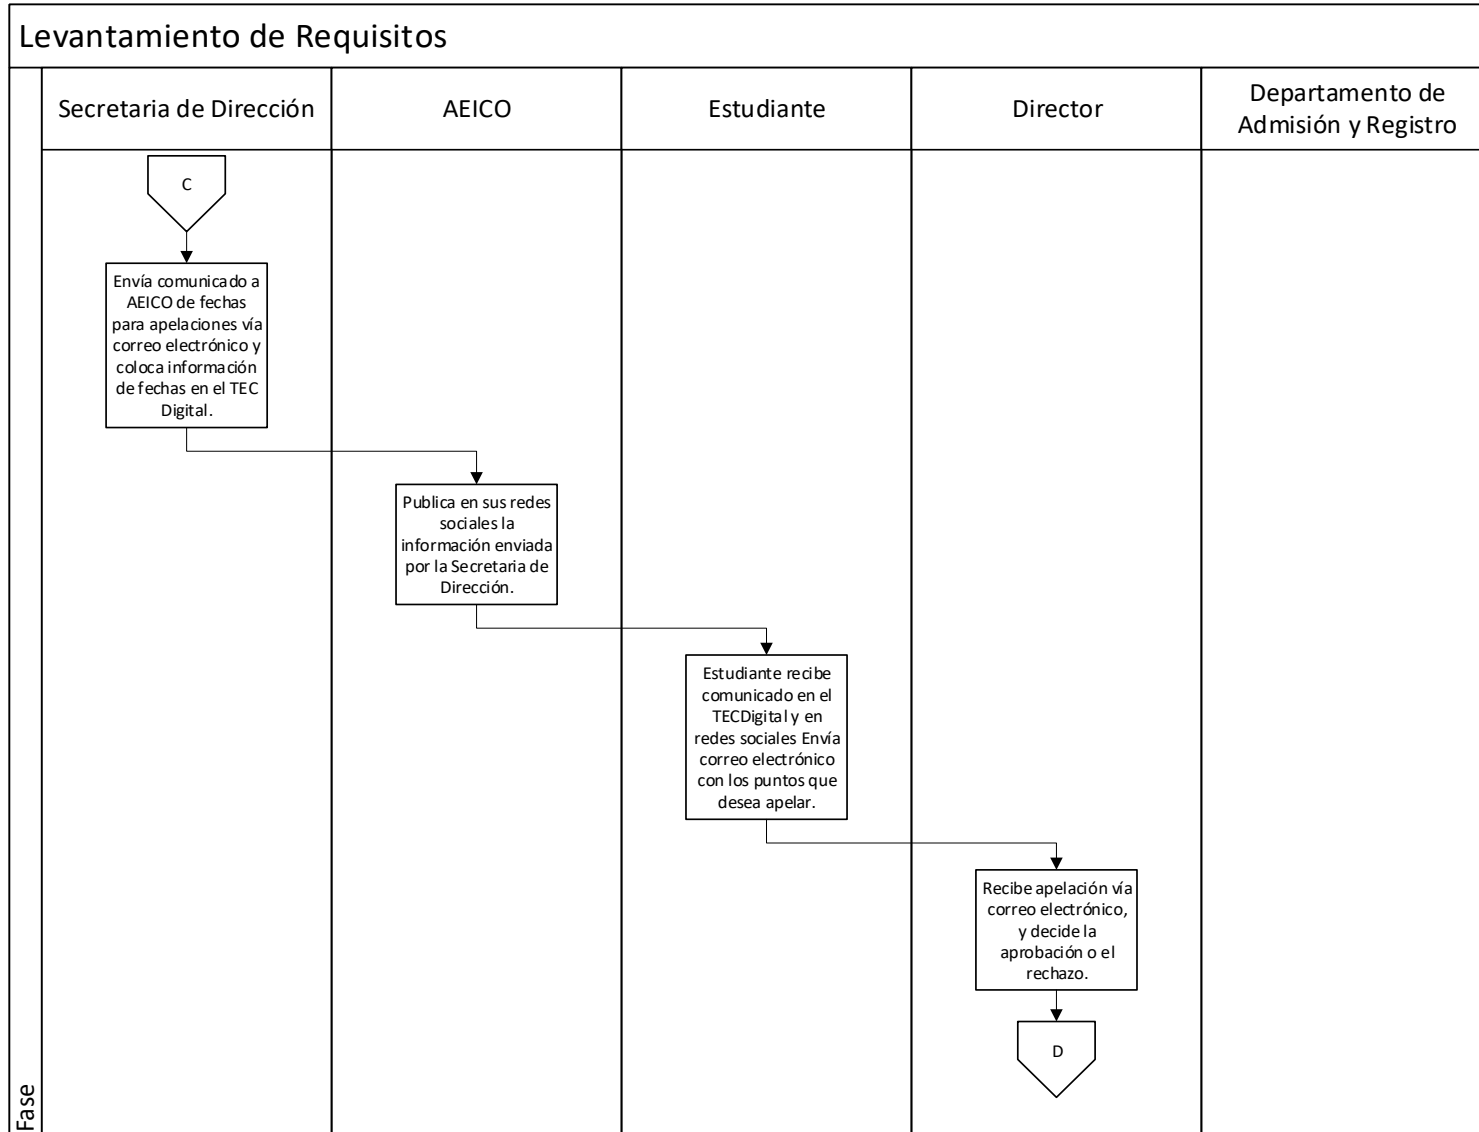 Levantamiento de Requisitos
Secretaria de Dirección
AEICO
Estudiante
Director
Departamento de
Admisión y Registro
C
Envía comunicado a
AEICO de fechas
para apelaciones vía
correo electrónico y
coloca información
de fechas en el TEC
Digital.
Publica en sus redes
sociales la
información enviada
por la Secretaria de
Dirección.
Estudiante recibe
comunicado en el
TECDigital y en
redes sociales Envía
correo electrónico
con los puntos que
desea apelar.
Recibe apelación vía
correo electrónico,
y decide la
aprobación o el
rechazo.
D
Fase